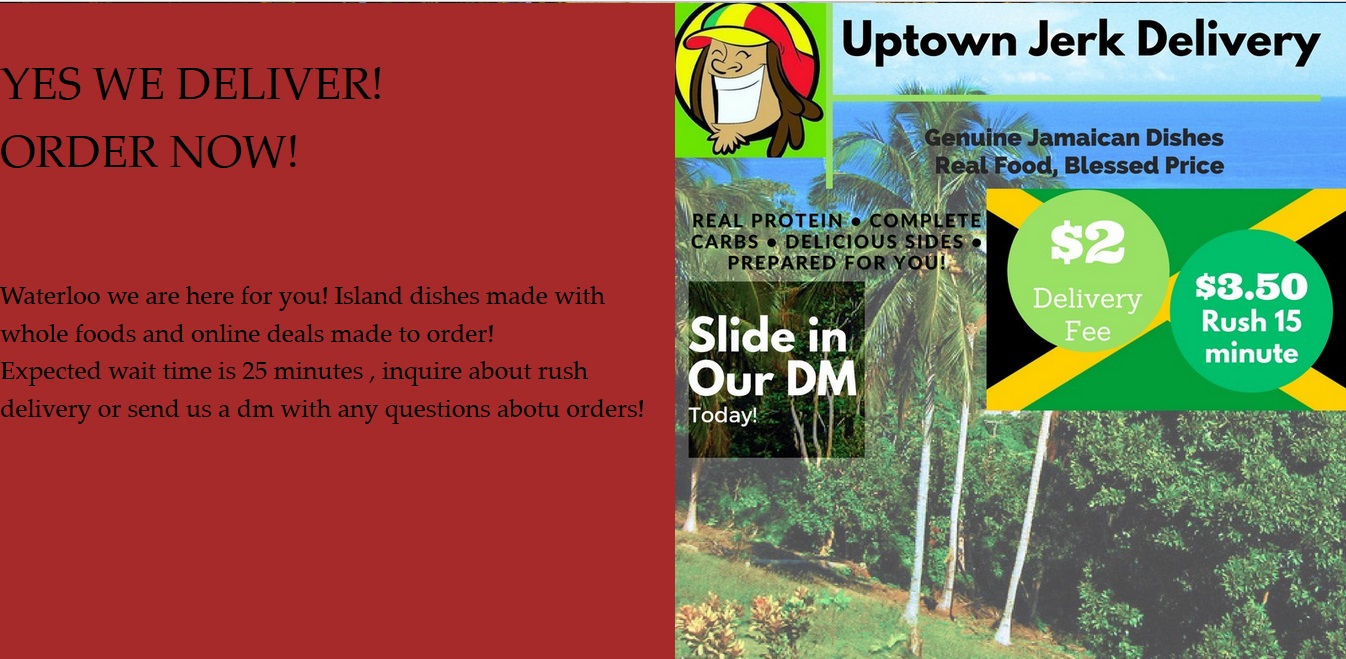 YES WE DELIVER!
ORDER NOW!
Waterloo we are here for you! Island dishes made with
whole foods and online deals made to order!
Expected wait time is 25 minutes , inquire about rush
delivery or send us a dm with any questions abotu orders!
Uptown Jerk Delivery
Genuine Jamaican Dishes
Real Food, Blessed Price
REAL PROTEIN ● COMPLETE
CARBS ● DELICIOUS SIDES ●
PREPARED FOR YOU!
$2
Delivery
Fee
$3.50
Rush 15
minute
Slide in
Our DM
Today!